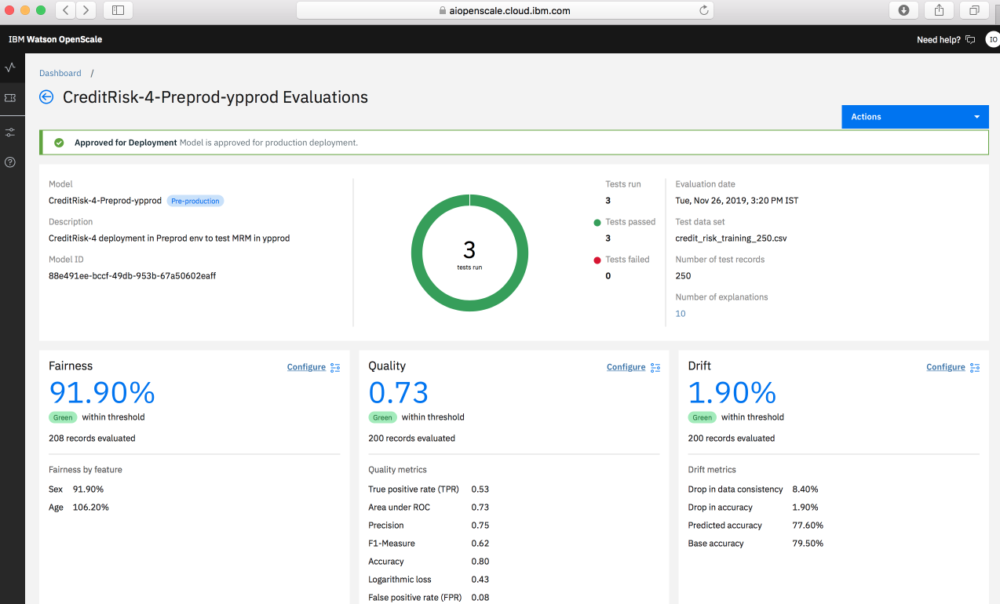 aiopenscale.cloud.ibm.com
IBM Watson OpenScale
Need help?
IO
Dashboard /
CreditRisk-4-Preprod-ypprod Evaluations
Actions
Approved for Deployment Model is approved for production deployment.
Model
CreditRisk-4-Preprod-ypprod Pre-production
Description
CreditRisk-4 deployment in Preprod env to test MRM in ypprod
Model ID
88e491ee-bccf-49db-953b-67a50602eaff
3
tests run
Tests run
3
Tests passed
3
Tests failed
0
Evaluation date
Tue, Nov 26, 2019, 3:20 PM IST
Test data set
credit_risk_training_250.csv
Number of test records
250
Number of explanations
10
Fairness
Configure
91.90%
Green within threshold
208 records evaluated
Fairness by feature
Sex 91.90%
Age 106.20%
Quality
Configure
0.73
Green within threshold
200 records evaluated
Quality metrics
True positive rate (TPR) 0.53
Area under ROC 0.73
Precision 0.75
F1-Measure 0.62
Accuracy 0.80
Logarithmic loss 0.43
False positive rate (FPR) 0.08
Drift
Configure
1.90%
Green within threshold
200 records evaluated
Drift metrics
Drop in data consistency 8.40%
Drop in accuracy 1.90%
Predicted accuracy 77.60%
Base accuracy 79.50%